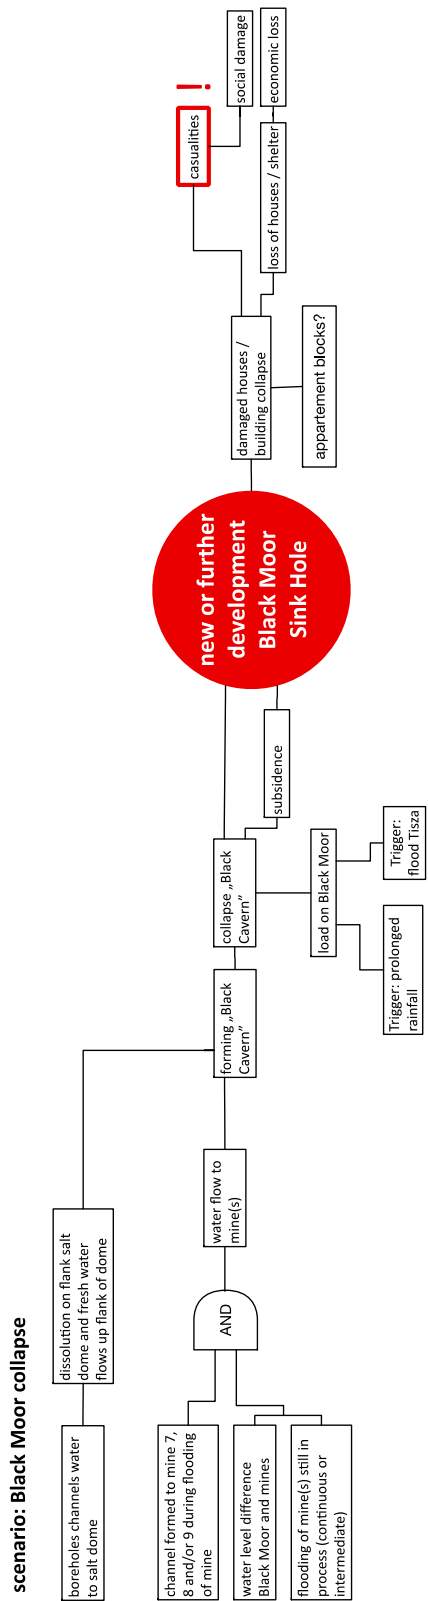 scenario: Black Moor collapse
boreholes channels water
to salt dome
dissolution on flank salt
dome and fresh water
flows up flank of dome
channel formed to mine 7,
8 and/or 9 during flooding
of mine
water level difference
Black Moor and mines
flooding of mine(s) still in
process (continuous or
intermediate)
AND
water flow to
mine(s)
forming „Black
Cavern”
collapse „Black
Cavern”
subsidence
load on Black Moor
Trigger: prolonged
rainfall
Trigger:
flood Tisza
new or further
development
Black Moor
Sink Hole
damaged houses /
building collapse
appartement blocks?
casualities
!
loss of houses / shelter
social damage
economic loss